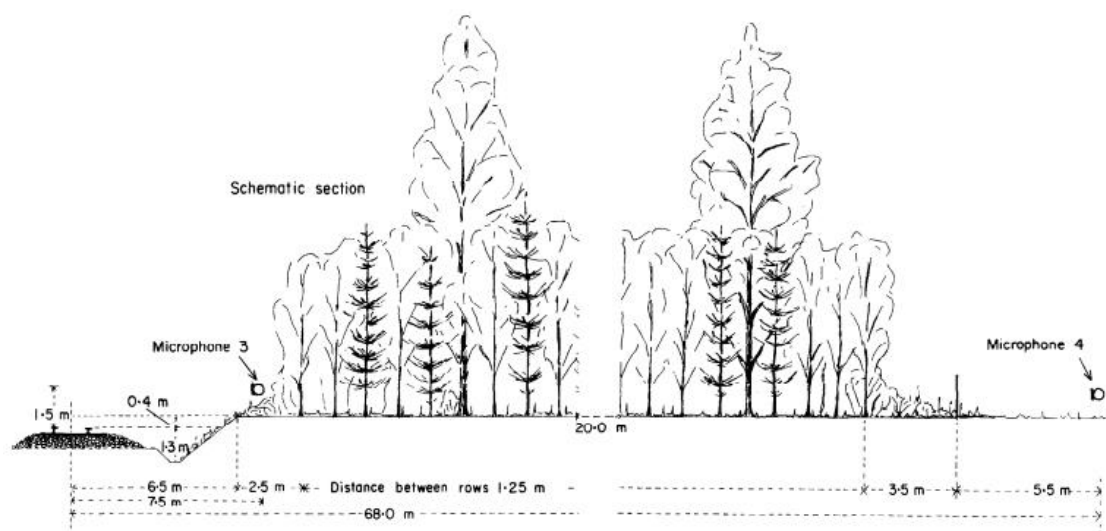 Schematic section
Microphone 3
Microphone 4
0·4 m
1·5 m
1·3 m
20·0 m
6·5 m
2·5 m
Distance between rows 1·25 m
3·5 m
5·5 m
7·5 m
68·0 m